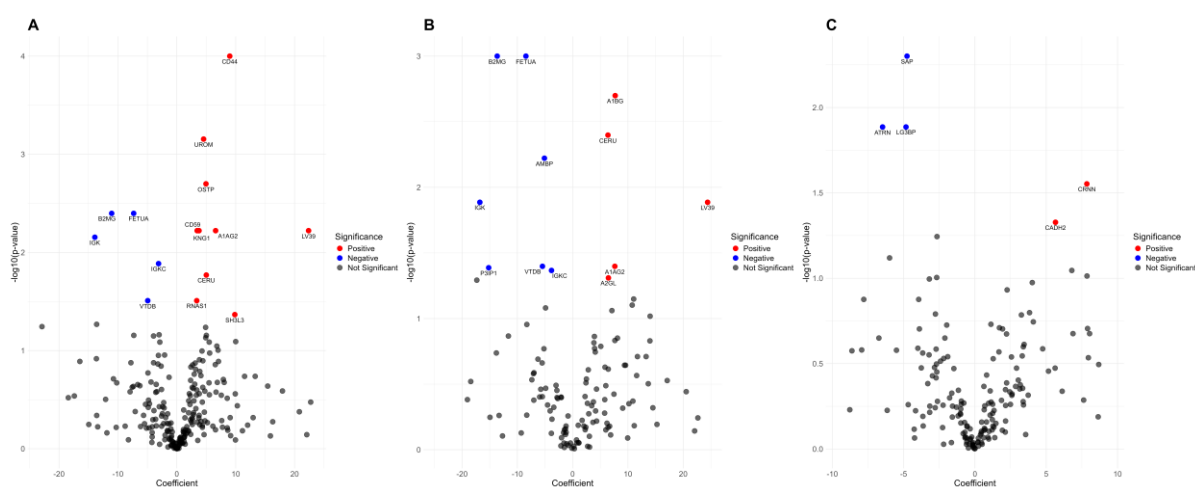 A
4
3
2
1
0
-log10(p-value)
-20
-10
0
10
20
Coefficient
CD44
UROM
OSTP
B2MG
FETUA
CD59
KNG1
A1AG2
LV39
IGK
IGKC
CERU
VTDB
RNAS1
SH3L3
Significance
Positive
Negative
Not Significant
B
3
2
1
0
-log10(p-value)
-20
-10
0
10
20
Coefficient
B2MG
FETUA
A1BG
CERU
AMBP
IGK
LV39
P3IP1
VTDB
IGKC
A1AG2
A2GL
Significance
Positive
Negative
Not Significant
C
2.0
1.5
1.0
0.5
0.0
-log10(p-value)
-10
-5
0
5
10
Coefficient
SAP
ATRN
LG3BP
CRNN
CADH2
Significance
Positive
Negative
Not Significant